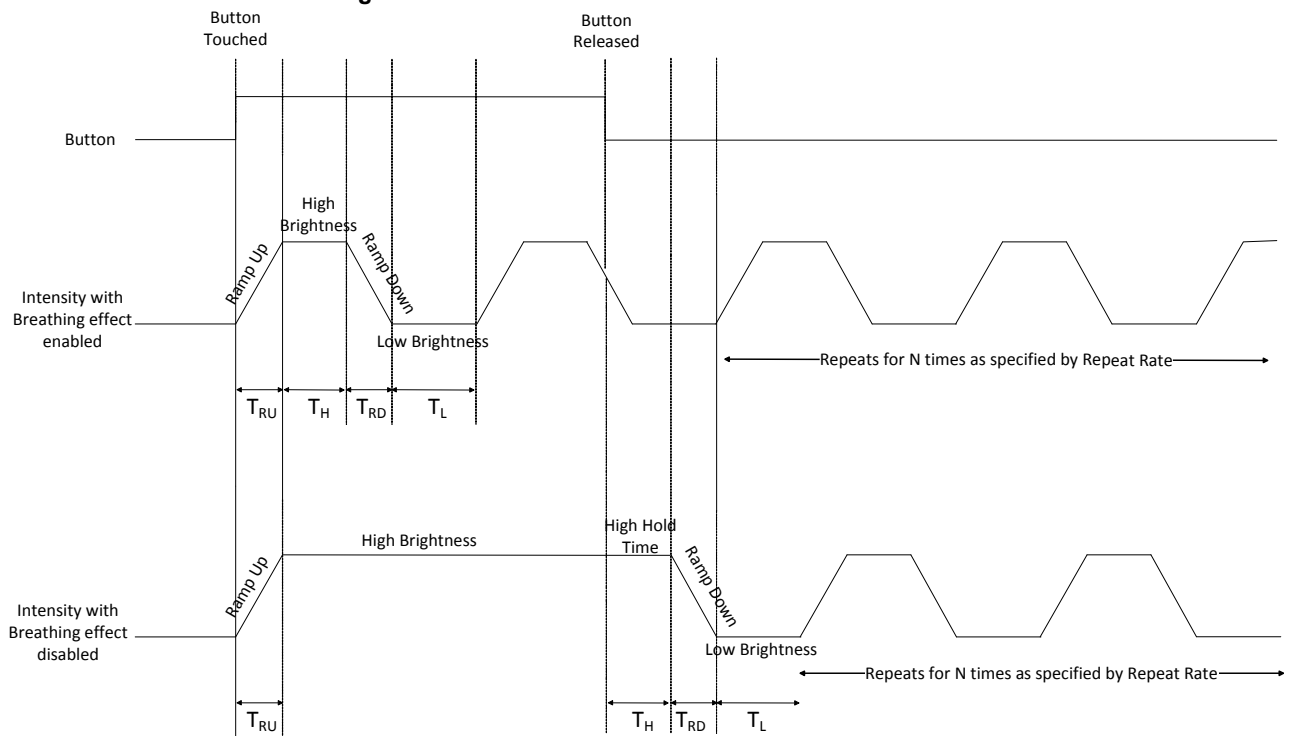 Button
Touched
Button
Released
Button
High
Brightness
Ramp Up
Ramp Down
Intensity with
Breathing effect
enabled
Low Brightness
Repeats for N times as specified by Repeat Rate
TRU
TH
TRD
TL
High Brightness
High Hold
Time
Ramp Up
Ramp Down
Intensity with
Breathing effect
disabled
Low Brightness
Repeats for N times as specified by Repeat Rate
TRU
TH
TRD
TL